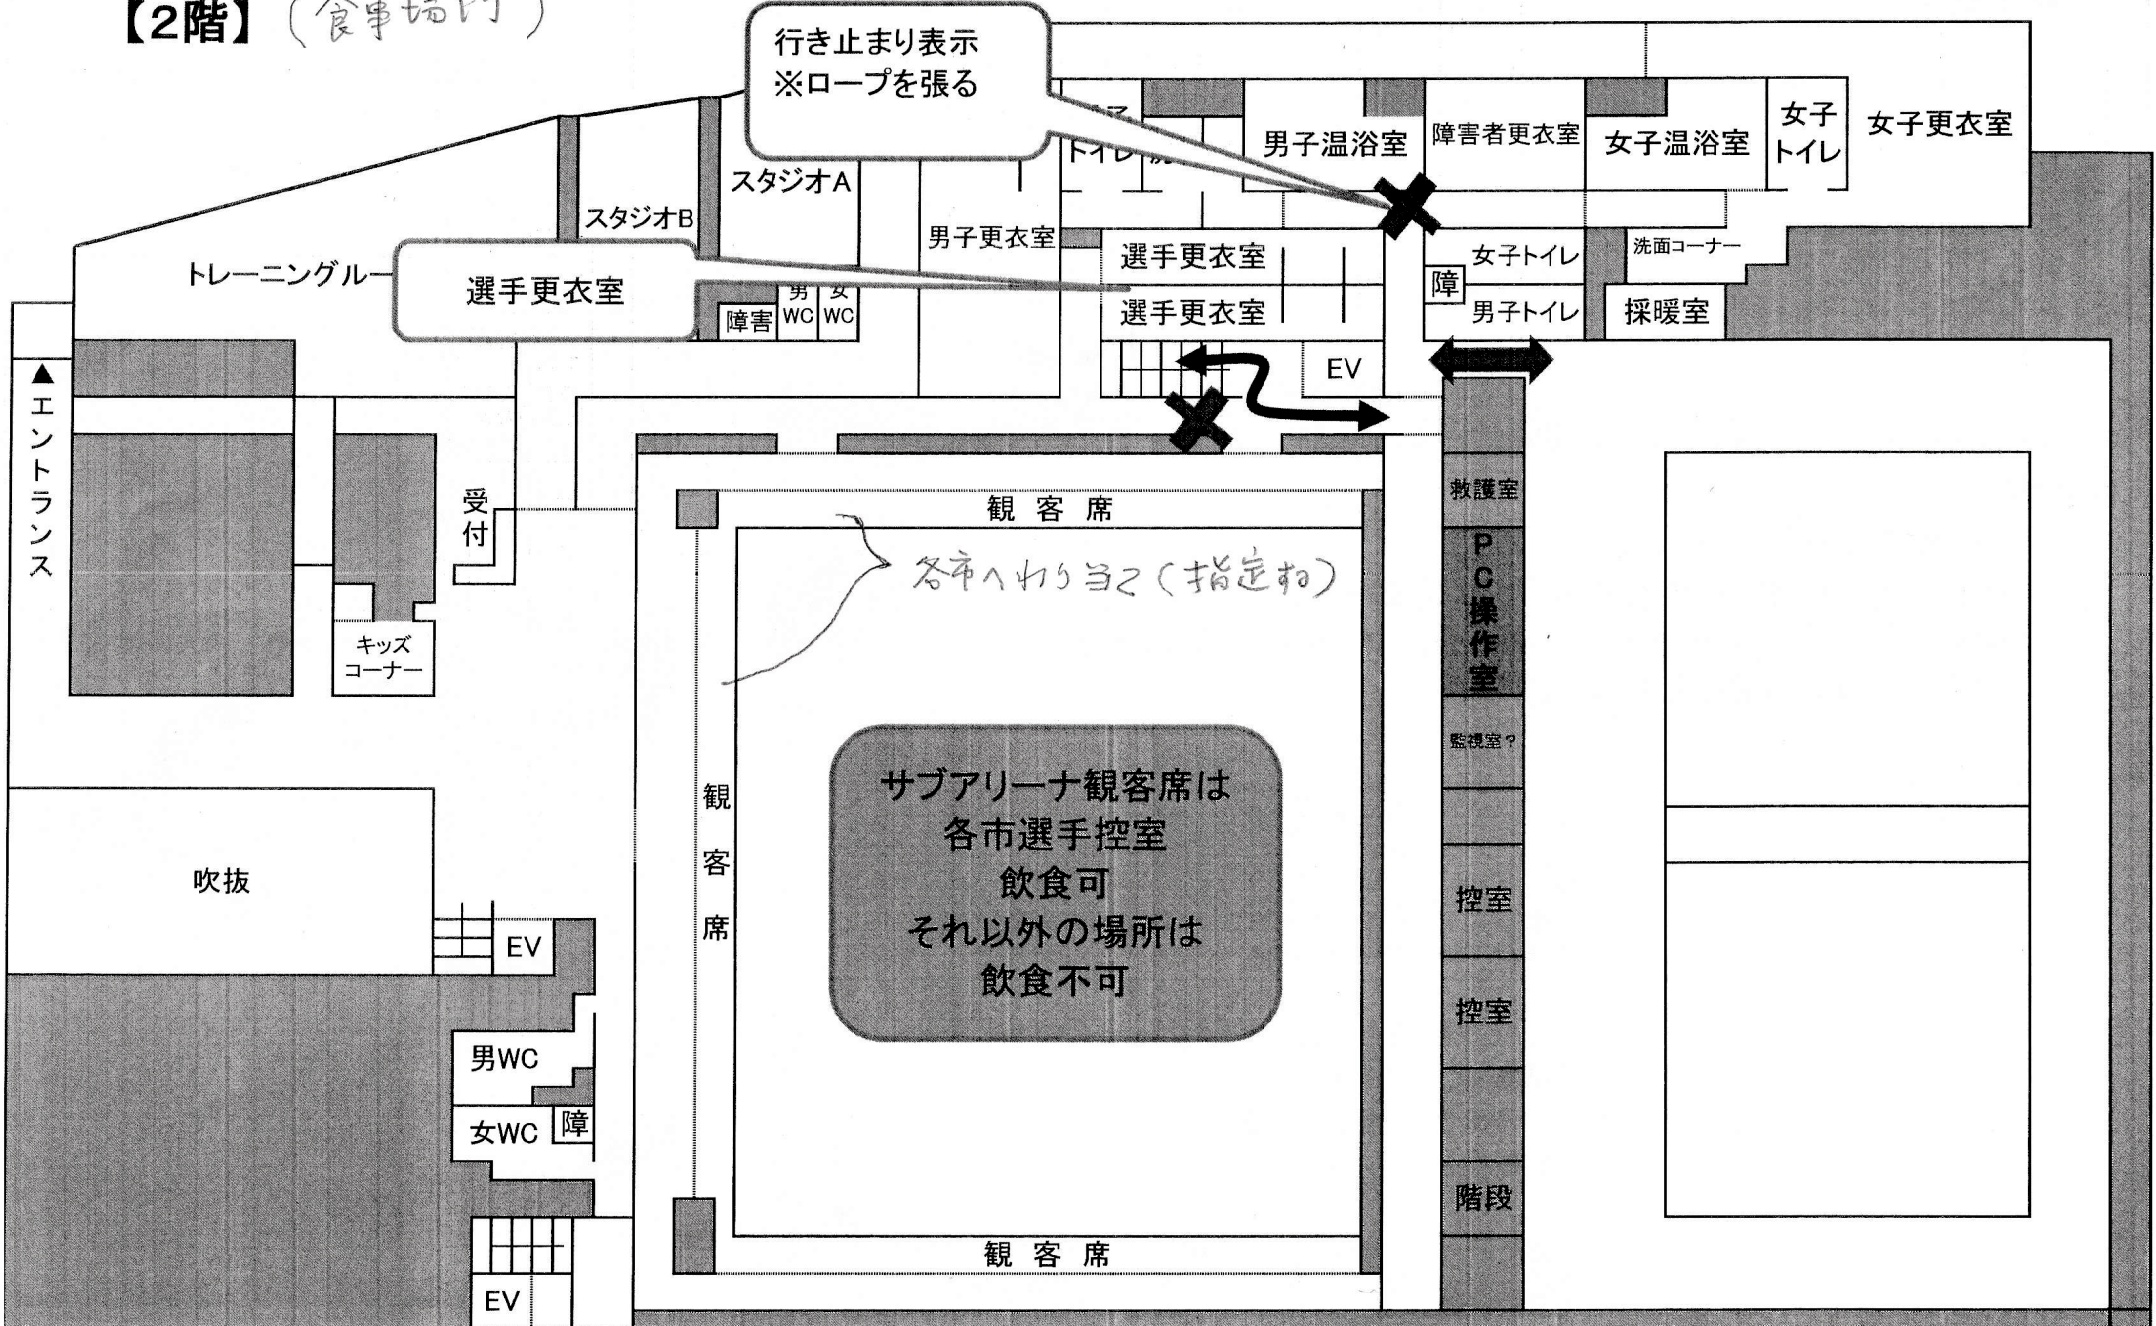 【2階】(食事場所)
行き止まり表示
※ロープを張る
トイレ
男子温浴室
障害者更衣室
女子温浴室
女子
トイレ
女子更衣室
スタジオA
スタジオB
男子更衣室
選手更衣室
選手更衣室
女子トイレ
洗面コーナー
障
男子トイレ
採暖室
トレーニングルー
選手更衣室
障害
男
WC
女
WC
EV
▲エントランス
受付
救護室
観客席
各市へわり当て(指定する)
PC操作室
キッズ
コーナー
監視室?
観客席
サブアリーナ観客席は
各市選手控室
飲食可
それ以外の場所は
飲食不可
吹抜
控室
EV
控室
男WC
女WC
障
階段
観客席
EV